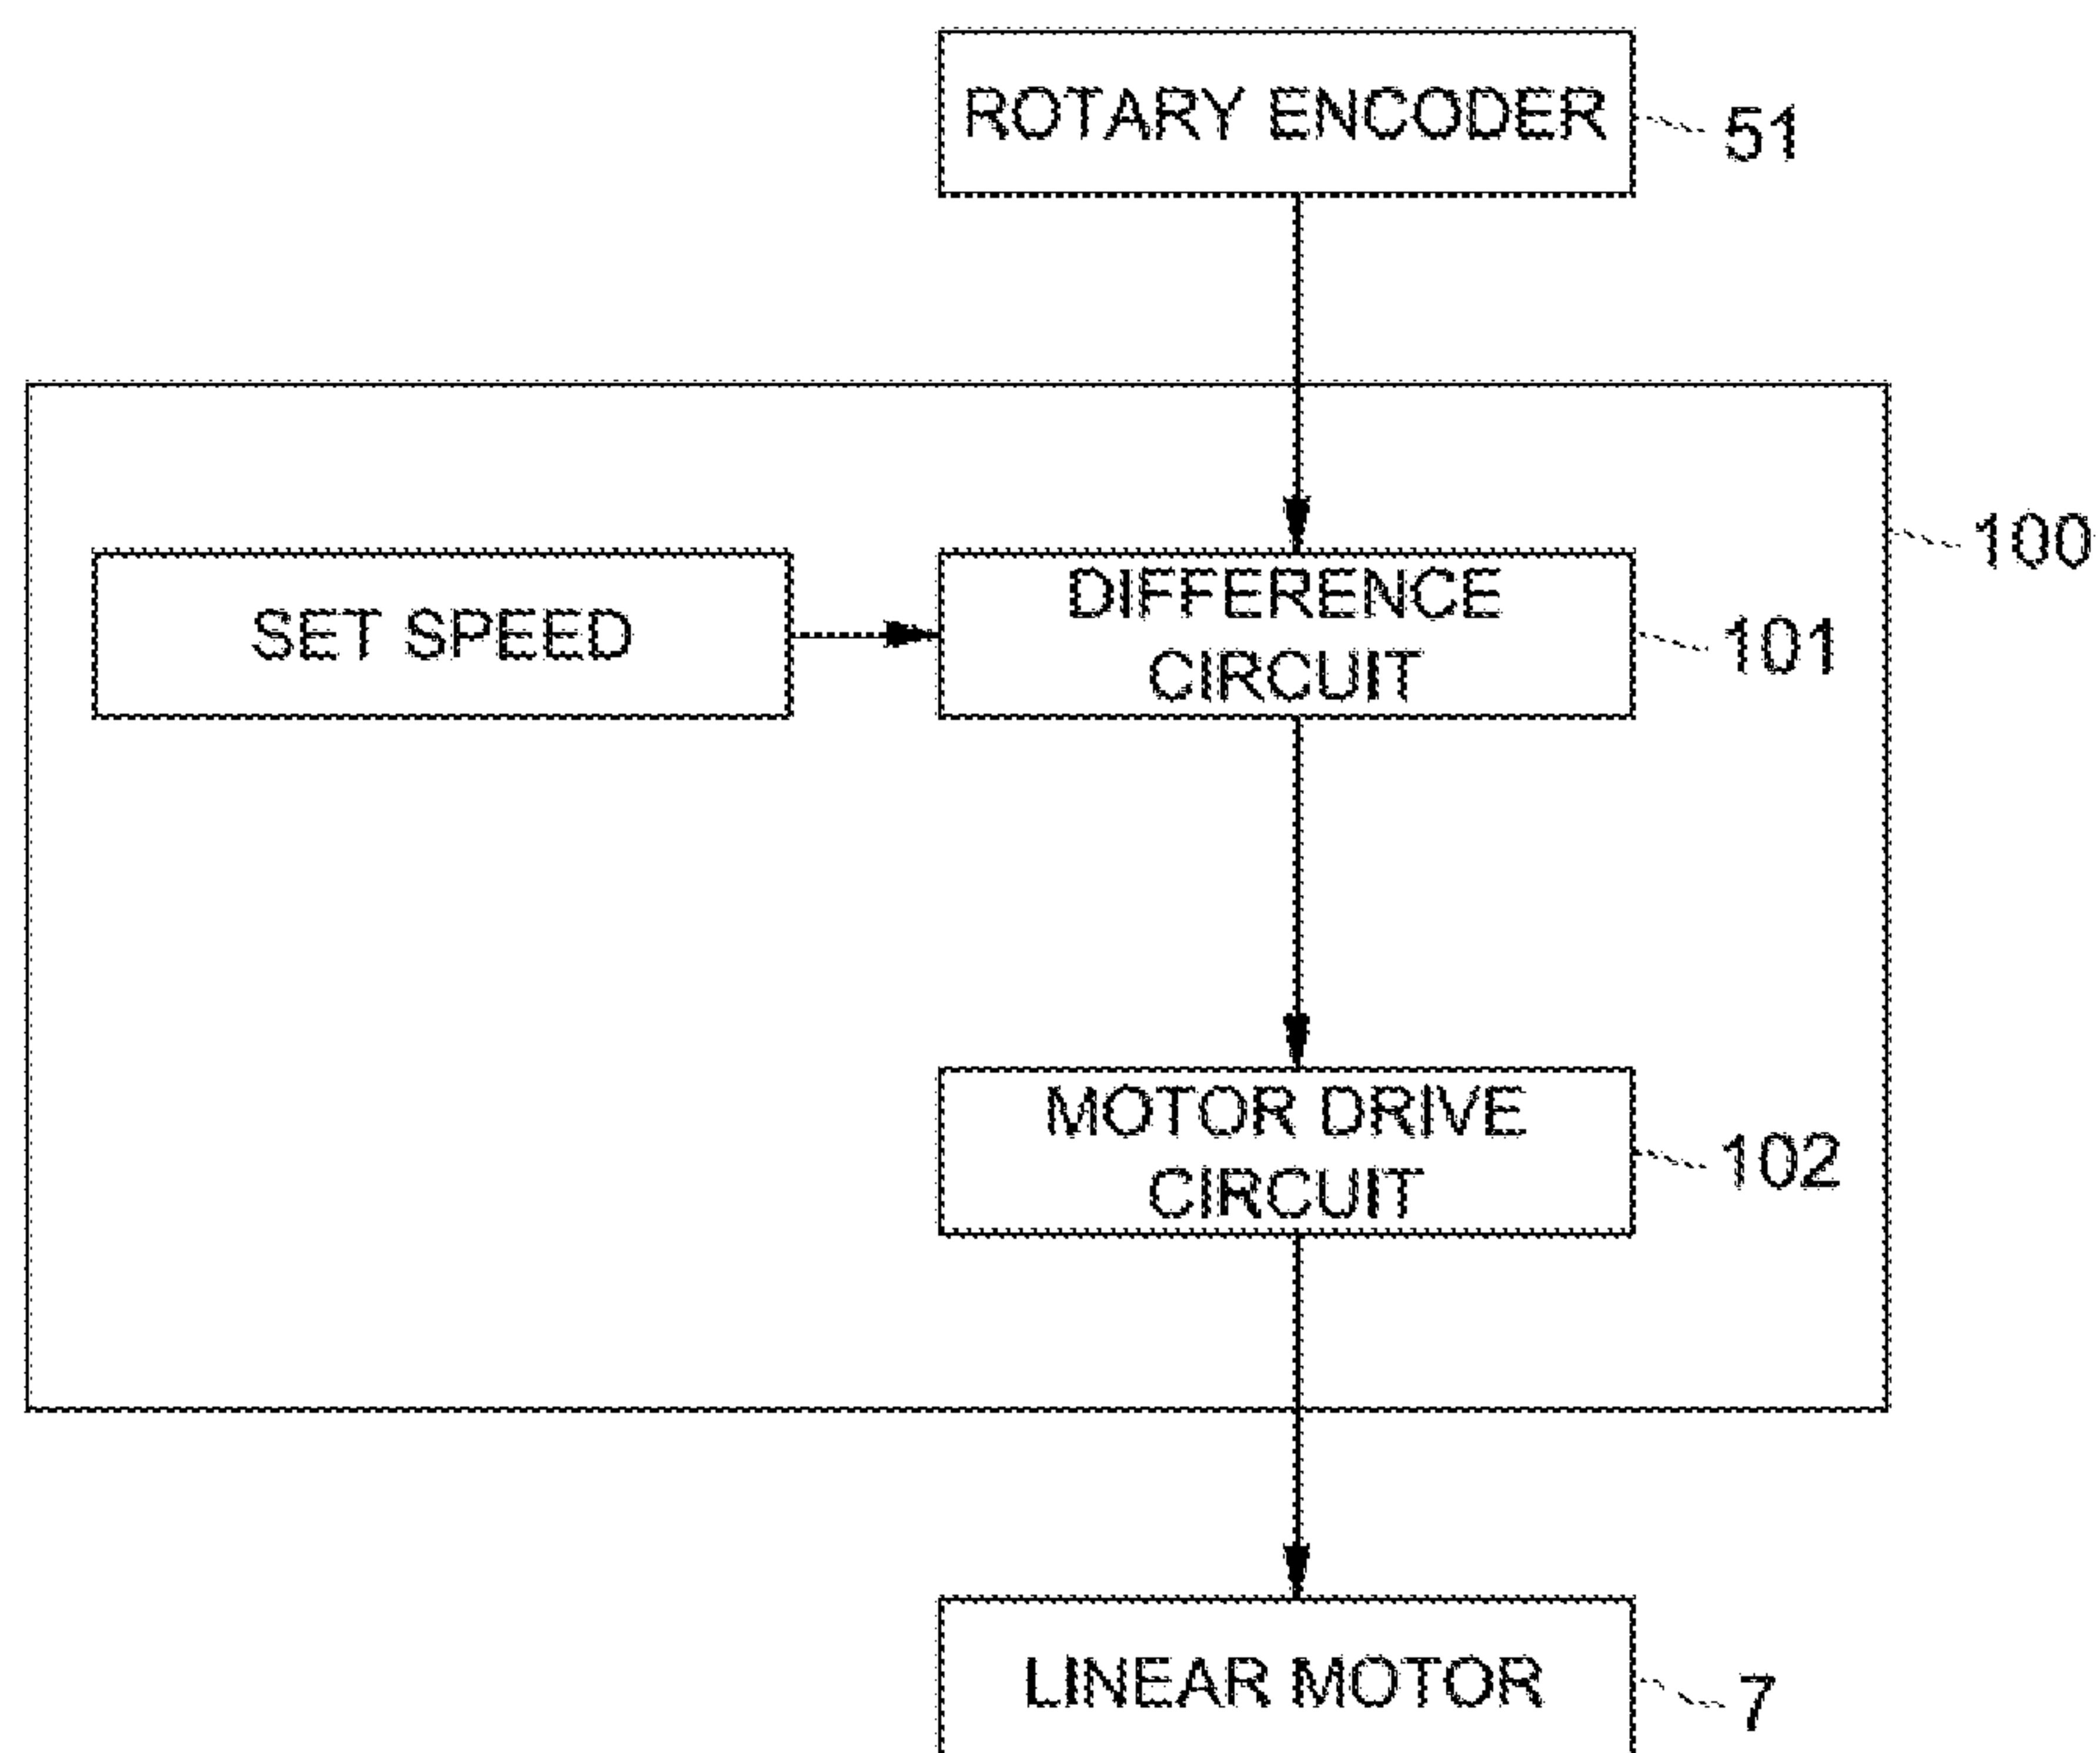 ROTARY ENCODER
51
100
SET SPEED
DIFFERENCE
CIRCUIT
101
MOTOR DRIVE
CIRCUIT
102
LINEAR MOTOR
7